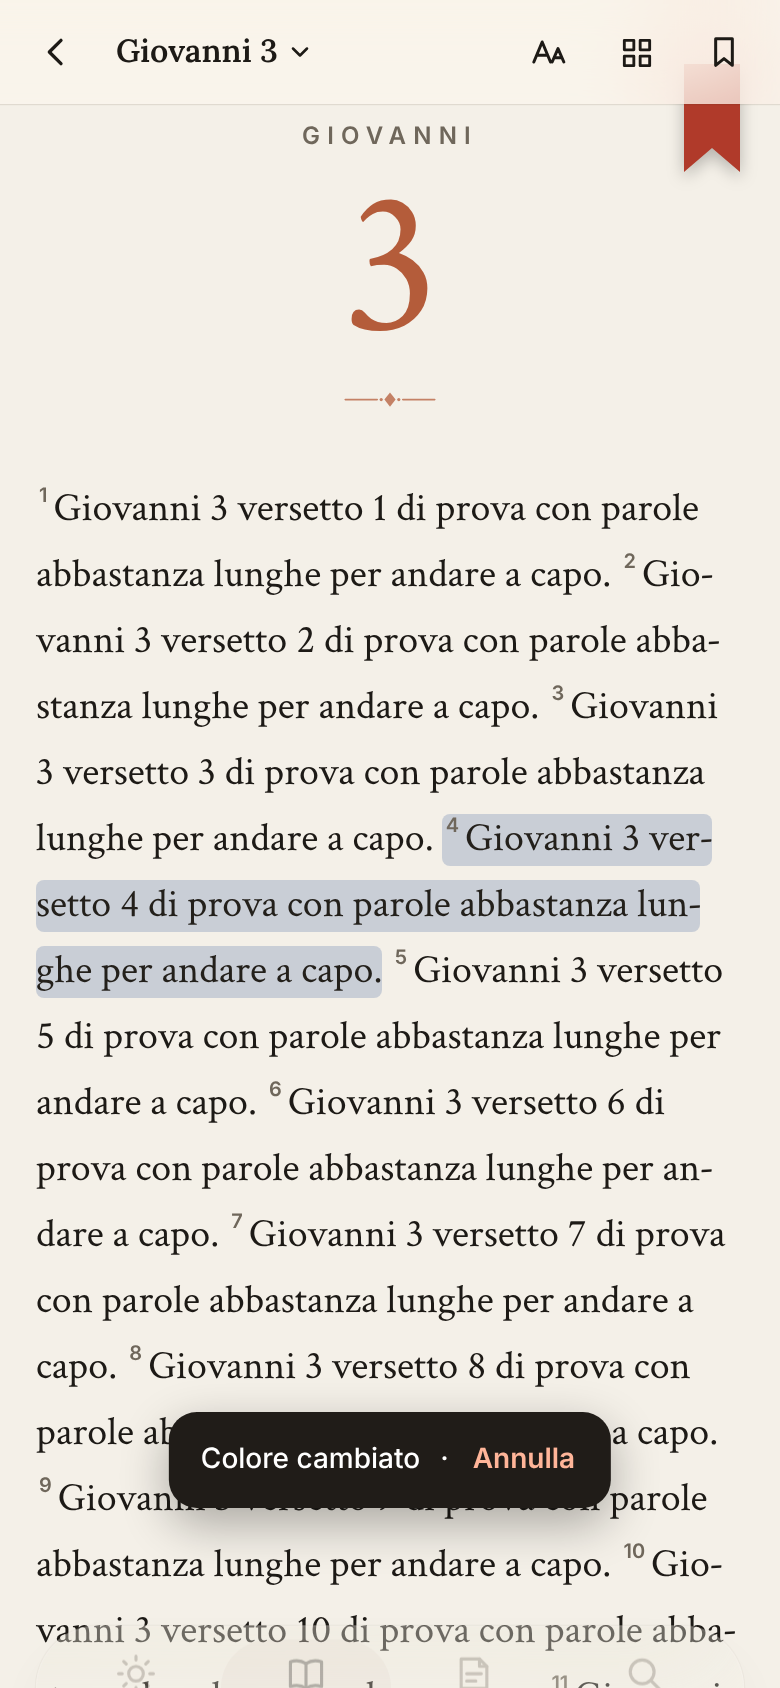 Giovanni 3
AA
GIOVANNI
3
1 Giovanni 3 versetto 1 di prova con parole
abbastanza lunghe per andare a capo. 2 Gio-
vanni 3 versetto 2 di prova con parole abba-
stanza lunghe per andare a capo. 3 Giovanni
3 versetto 3 di prova con parole abbastanza
lunghe per andare a capo. 4 Giovanni 3 ver-
setto 4 di prova con parole abbastanza lun-
ghe per andare a capo. 5 Giovanni 3 versetto
5 di prova con parole abbastanza lunghe per
andare a capo. 6 Giovanni 3 versetto 6 di
prova con parole abbastanza lunghe per an-
dare a capo. 7 Giovanni 3 versetto 7 di prova
con parole abbastanza lunghe per andare a
capo. 8 Giovanni 3 versetto 8 di prova con
parole a capo.
Colore cambiato · Annulla
9 Giovanni parole
abbastanza lunghe per andare a capo. 10 Gio-
vanni 3 versetto 10 di prova con parole abba-
11